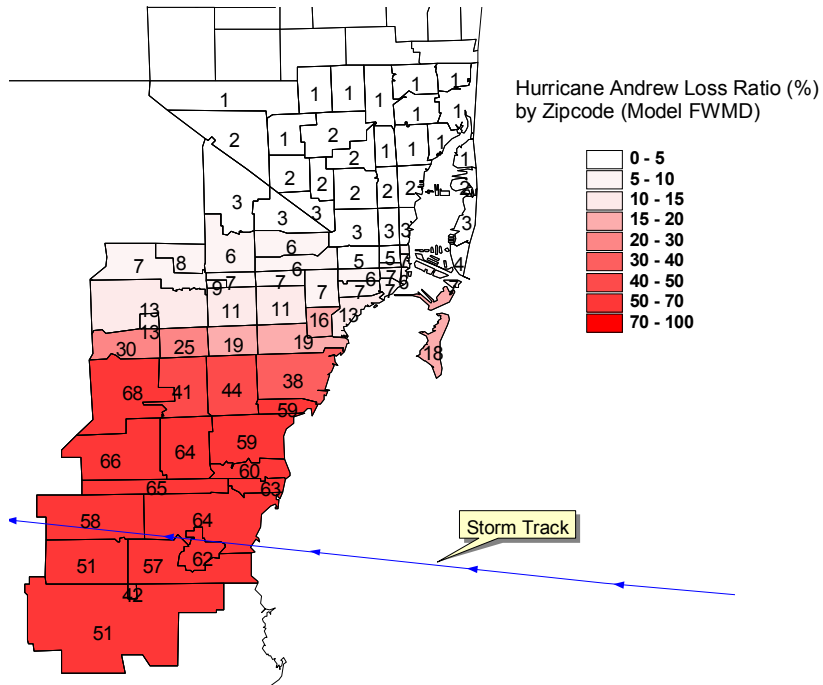 Hurricane Andrew Loss Ratio (%)
by Zipcode (Model FWMD)
0 - 5
5 - 10
10 - 15
15 - 20
20 - 30
30 - 40
40 - 50
50 - 70
70 - 100
1 1 1 1 1 1
1 1
2 1 2 1 1 1
2 1
2 2 2 2 2 2
3 3 3 3
3 3 3
6 6 4
7 8 6 5 5 7
9 7 7 6 7 6
7 7 7
13 11 11 16 13
13
30 25 19 19 18
68 41 44 38
59
66 64 59
60
65 63
58 64
Storm Track
51 57 62
42
51